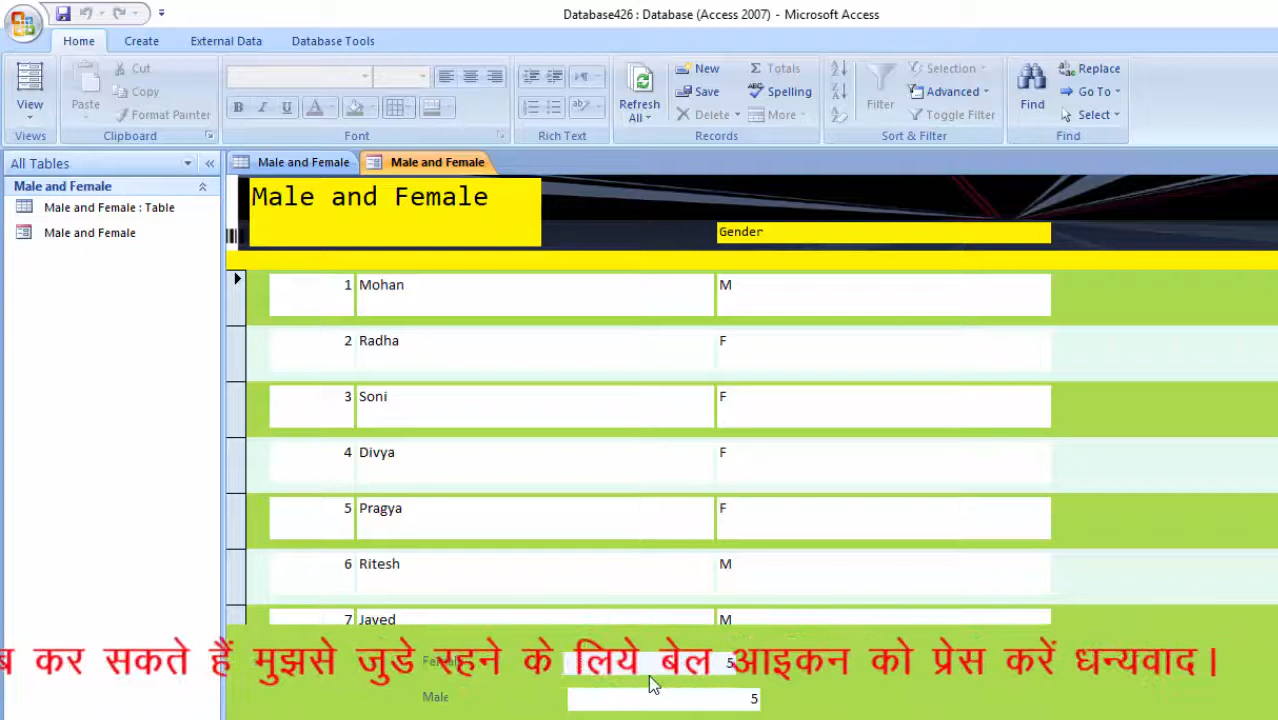 Database426 : Database (Access 2007) - Microsoft Access
Home Create External Data Database Tools
View
Views
Paste
Cut
Copy
Format Painter
Clipboard
B I U A
Font
Rich Text
Refresh All
New
Save
Delete
Totals
Spelling
More
Records
Filter
Selection
Advanced
Toggle Filter
Sort & Filter
Find
Replace
Go To
Select
Find
All Tables
Male and Female
Male and Female : Table
Male and Female
Male and Female Male and Female
Male and Female
Gender
1 Mohan M
2 Radha F
3 Soni F
4 Divya F
5 Pragya F
6 Ritesh M
7 Javed M
कर सकते हैं मुझसे जुडे रहने के लिये बेल आइकन को प्रेस करें धन्यवाद।
5
Male 5